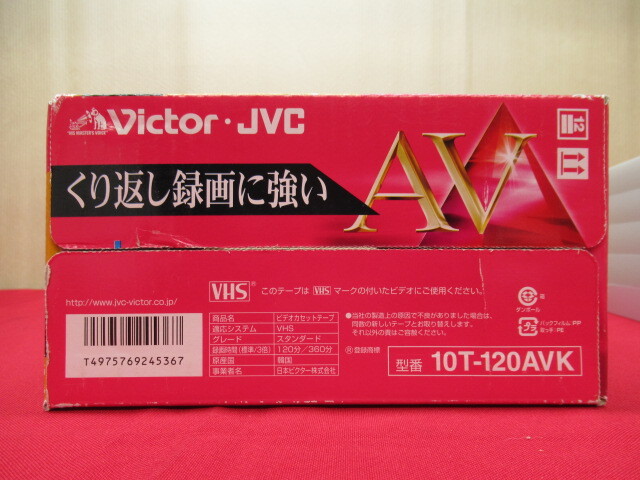 "HIS MASTER'S VOICE"
Victor・JVC
12
くり返し録画に強い
AV
VHS
このテープは VHS マークの付いたビデオにご使用ください。
http://www.jvc-victor.co.jp/
T4975769245367
商品名 ビデオカセットテープ
適応システム VHS
グレード スタンダード
録画時間(標準/3倍) 120分/360分
原産国 韓国
事業者名 日本ビクター株式会社
●当社の製造上の原因で不良がありました場合は、
同数の新しいテープとお取り替えします。
それ以外の責はご容赦ください。
Ⓡ登録商標
箱
ダンボール
プラ
バックフィルム:PP
型番 10T-120AVK